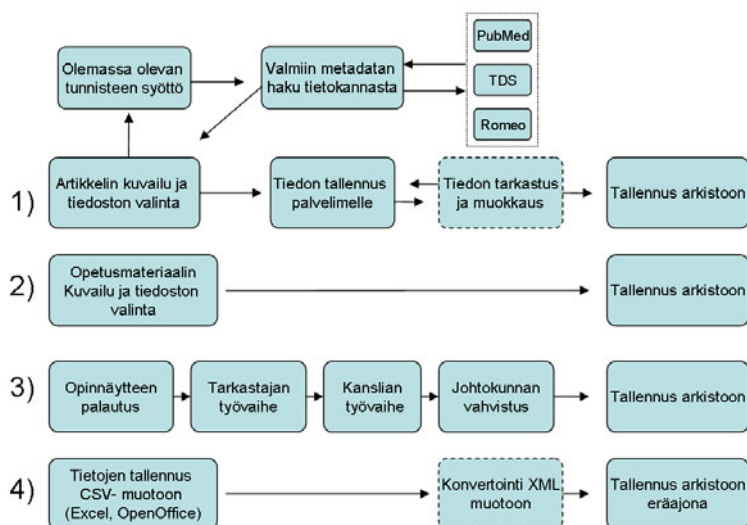 PubMed
Olemassa olevan
tunnisteen syöttö
Valmiin metadatan
haku tietokannasta
TDS
Romeo
1)
Artikkelin kuvailu ja
tiedoston valinta
Tiedon tallennus
palvelimelle
Tiedon tarkastus
ja muokkaus
Tallennus arkistoon
2)
Opetusmateriaalin
Kuvailu ja tiedoston
valinta
Tallennus arkistoon
3)
Opinnäytteen
palautus
Tarkastajan
työvaihe
Kanslian
työvaihe
Johtokunnan
vahvistus
Tallennus arkistoon
4)
Tietojen tallennus
CSV- muotoon
(Excel, OpenOffice)
Konvertointi XML
muotoon
Tallennus arkistoon
eräajona